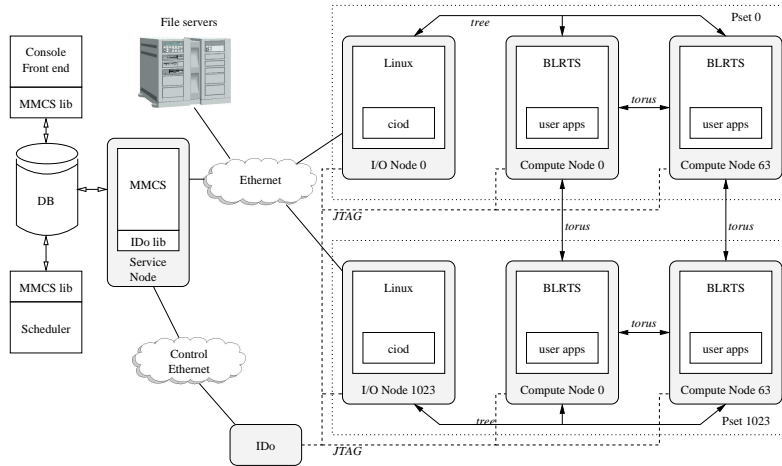 File servers
Console
Front end
MMCS lib
DB
MMCS lib
Scheduler
MMCS
IDo lib
Service
Node
Ethernet
Control
Ethernet
IDo
Pset 0
tree
Linux
ciod
I/O Node 0
BLRTS
user apps
Compute Node 0
torus
BLRTS
user apps
Compute Node 63
JTAG
torus
torus
Linux
ciod
I/O Node 1023
BLRTS
user apps
Compute Node 0
torus
BLRTS
user apps
Compute Node 63
tree
Pset 1023
JTAG